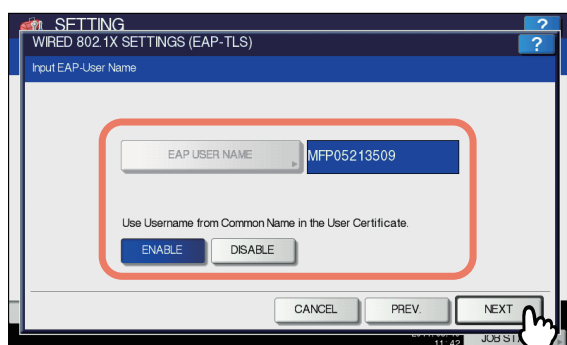 SETTING ?
WIRED 802.1X SETTINGS (EAP-TLS) ?
Input EAP-User Name
EAP USER NAME MFP05213509
Use Username from Common Name in the User Certificate.
ENABLE DISABLE
CANCEL PREV. NEXT
11:42 JOB ST